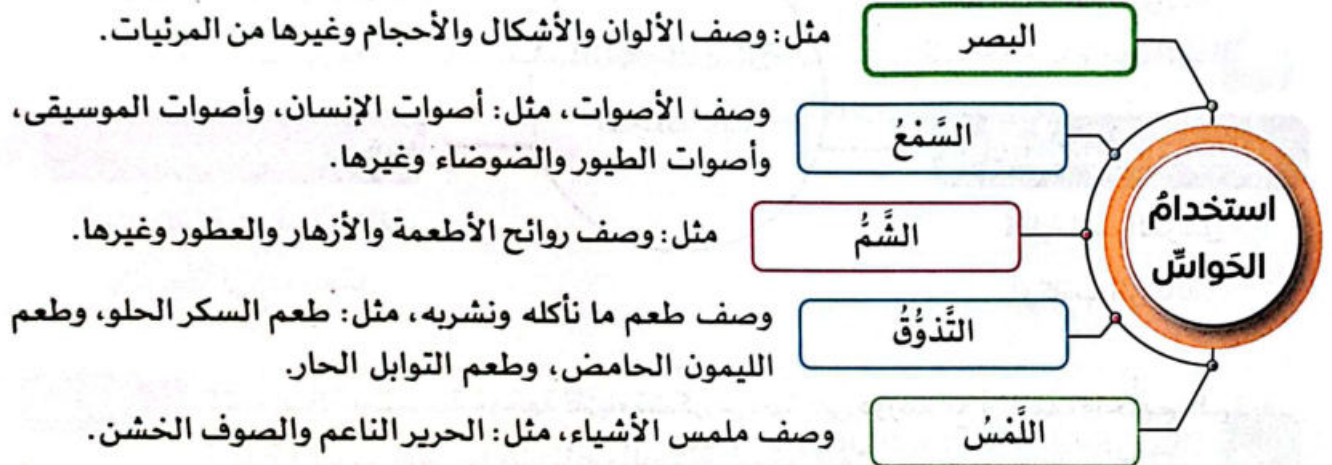 البصر
مثل: وصف الألوان والأشكال والأحجام وغيرها من المرئيات.
السَّمْعُ
وصف الأصوات، مثل: أصوات الإنسان، وأصوات الموسيقى،
وأصوات الطيور والضوضاء وغيرها.
استخدامُ
الحَواسِّ
الشَّمُّ
مثل: وصف روائح الأطعمة والأزهار والعطور وغيرها.
التَّذوُّقُ
وصف طعم ما نأكله ونشربه، مثل: طعم السكر الحلو، وطعم
الليمون الحامض، وطعم التوابل الحار.
اللَّمْسُ
وصف ملمس الأشياء، مثل: الحرير الناعم والصوف الخشن.